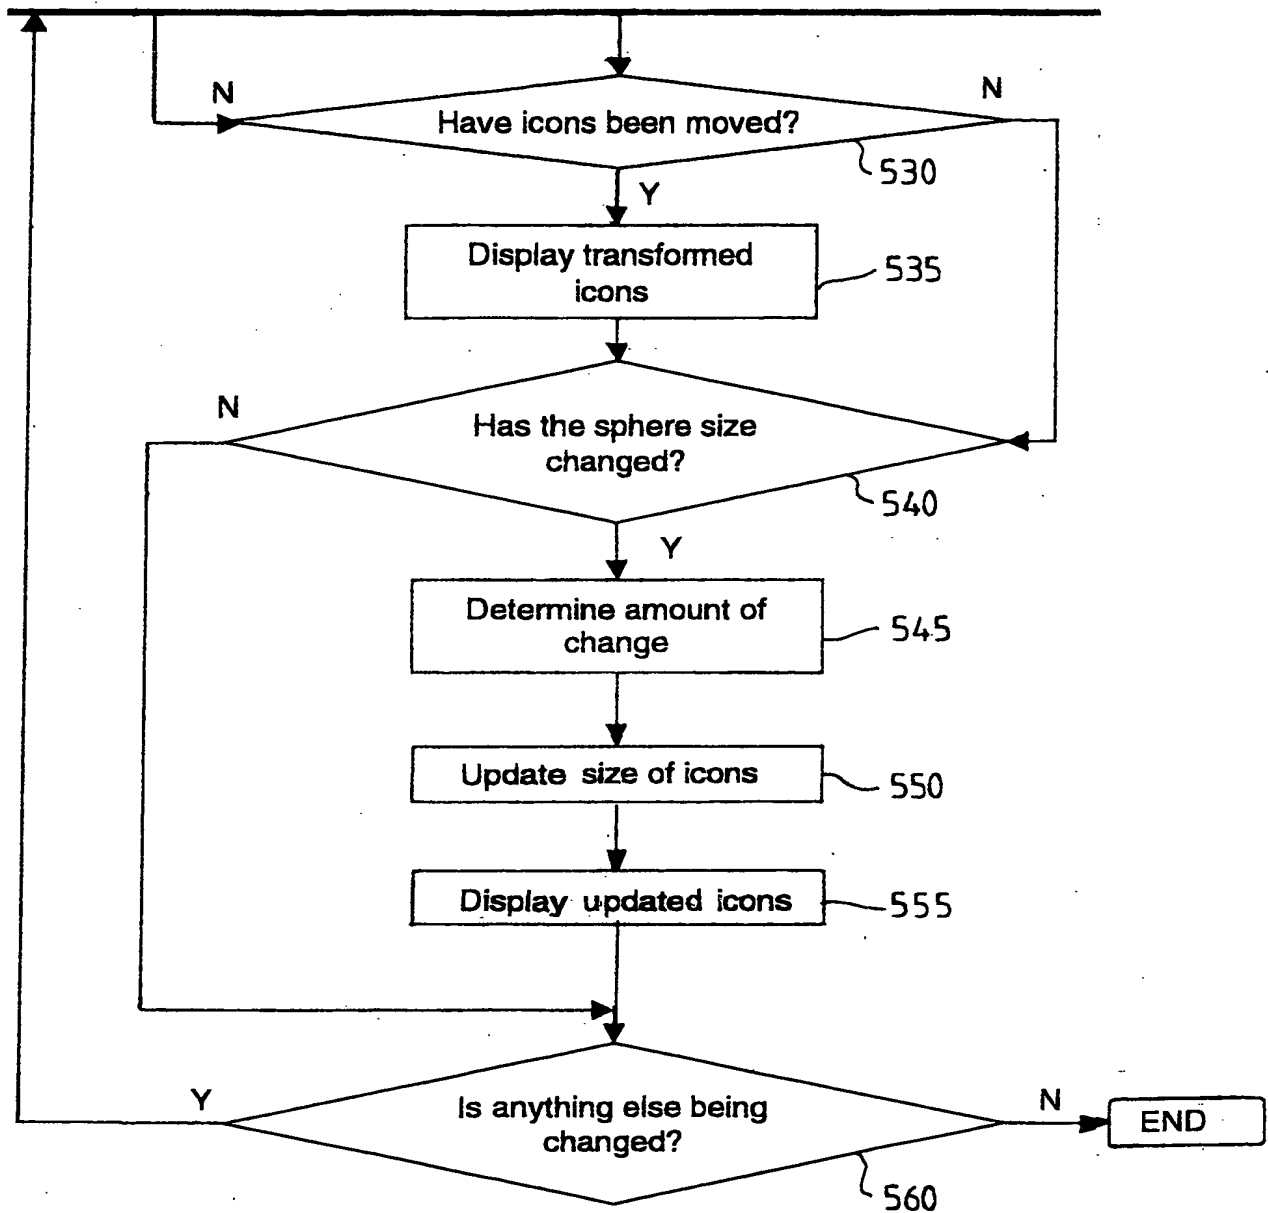 N
N
Have icons been moved?
530
Y
Display transformed
icons
535
N
Has the sphere size
changed?
540
Y
Determine amount of
change
545
Update size of icons
550
Display updated icons
555
Y
Is anything else being
changed?
N
END
560